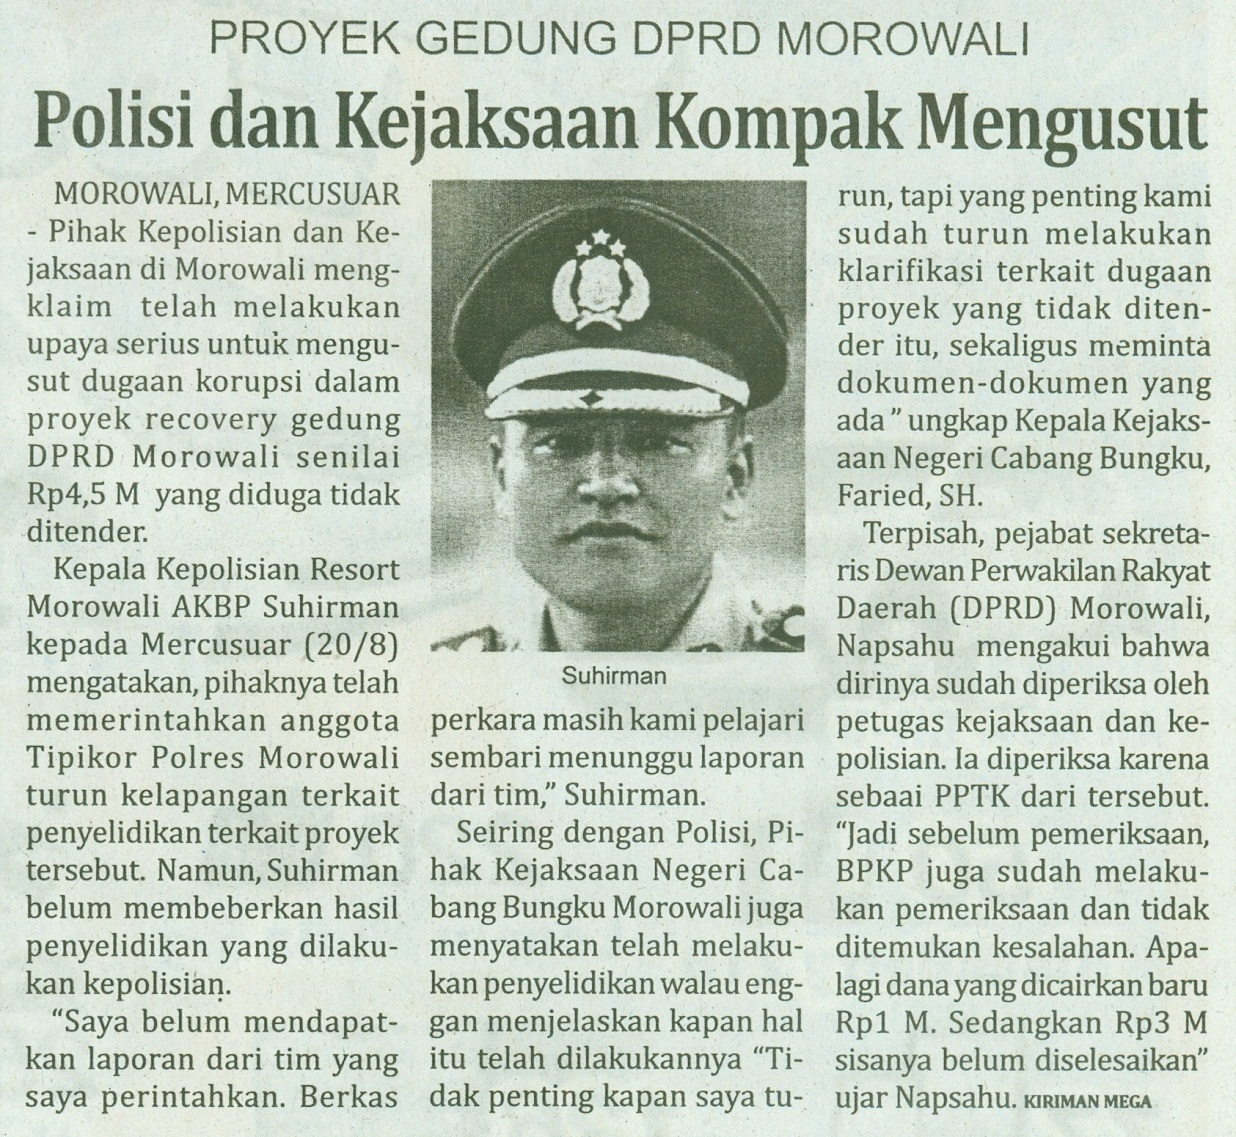 PROYEK GEDUNG DPRD MOROWALI
Polisi dan Kejaksaan Kompak Mengusut
MOROWALI, MERCUSUAR
- Pihak Kepolisian dan Ke-
jaksaan di Morowali meng-
klaim telah melakukan
upaya serius untuk mengu-
sut dugaan korupsi dalam
proyek recovery gedung
DPRD Morowali senilai
Rp4,5 M yang diduga tidak
ditender.
Kepala Kepolisian Resort
Morowali AKBP Suhirman
kepada Mercusuar (20/8)
mengatakan, pihaknya telah
memerintahkan anggota
Tipikor Polres Morowali
turun kelapangan terkait
penyelidikan terkait proyek
tersebut. Namun, Suhirman
belum membeberkan hasil
penyelidikan yang dilaku-
kan kepolisian.
"Saya belum mendapat-
kan laporan dari tim yang
saya perintahkan. Berkas
Suhirman
perkara masih kami pelajari
sembari menunggu laporan
dari tim," Suhirman.
Seiring dengan Polisi, Pi-
hak Kejaksaan Negeri Ca-
bang Bungku Morowali juga
menyatakan telah melaku-
kan penyelidikan walau eng-
gan menjelaskan kapan hal
itu telah dilakukannya "Ti-
dak penting kapan saya tu-
run, tapi yang penting kami
sudah turun melakukan
klarifikasi terkait dugaan
proyek yang tidak diten-
der itu, sekaligus meminta
dokumen-dokumen yang
ada " ungkap Kepala Kejaks-
aan Negeri Cabang Bungku,
Faried, SH.
Terpisah, pejabat sekreta-
ris Dewan Perwakilan Rakyat
Daerah (DPRD) Morowali,
Napsahu mengakui bahwa
dirinya sudah diperiksa oleh
petugas kejaksaan dan ke-
polisian. Ia diperiksa karena
sebaai PPTK dari tersebut.
"Jadi sebelum pemeriksaan,
BPKP juga sudah melaku-
kan pemeriksaan dan tidak
ditemukan kesalahan. Apa-
lagi dana yang dicairkan baru
Rp1 M. Sedangkan Rp3 M
sisanya belum diselesaikan"
ujar Napsahu. KIRIMAN MEGA